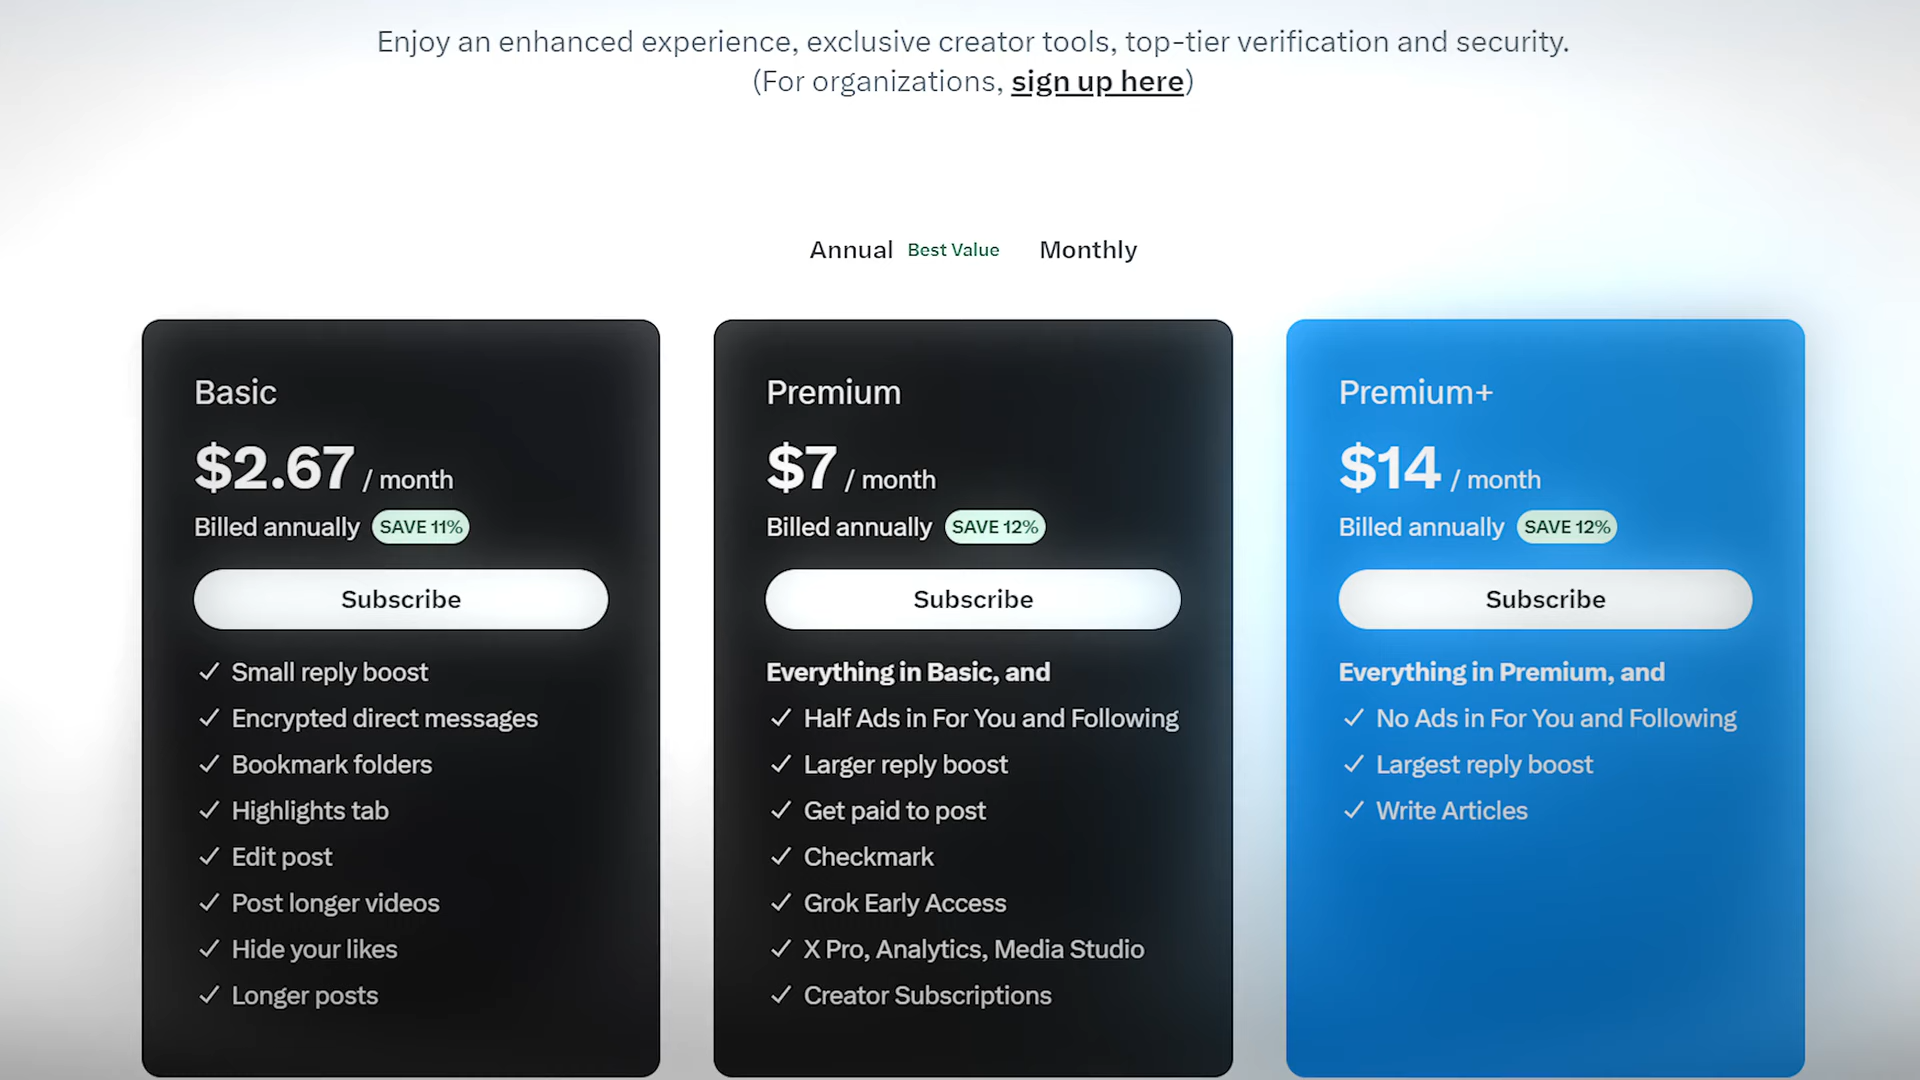 Enjoy an enhanced experience, exclusive creator tools, top-tier verification and security.
(For organizations, sign up here)
Annual Best Value Monthly
Basic
$2.67 / month
Billed annually SAVE 11%
Subscribe
✓ Small reply boost
✓ Encrypted direct messages
✓ Bookmark folders
✓ Highlights tab
✓ Edit post
✓ Post longer videos
✓ Hide your likes
✓ Longer posts
Premium
$7 / month
Billed annually SAVE 12%
Subscribe
Everything in Basic, and
✓ Half Ads in For You and Following
✓ Larger reply boost
✓ Get paid to post
✓ Checkmark
✓ Grok Early Access
✓ X Pro, Analytics, Media Studio
✓ Creator Subscriptions
Premium+
$14 / month
Billed annually SAVE 12%
Subscribe
Everything in Premium, and
✓ No Ads in For You and Following
✓ Largest reply boost
✓ Write Articles